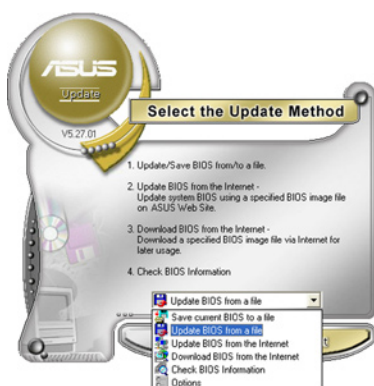 ASUS
Update
V5.27.01
Select the Update Method
1. Update/Save BIOS from/to a file.
2. Update BIOS from the Internet -
Update system BIOS using a specified BIOS image file
on ASUS Web Site.
3. Download BIOS from the Internet -
Download a specified BIOS image file via Internet for
later usage.
4. Check BIOS Information
Update BIOS from a file
Save current BIOS to a file
Update BIOS from a file
Update BIOS from the Internet
Download BIOS from the Internet
Check BIOS Information
Options